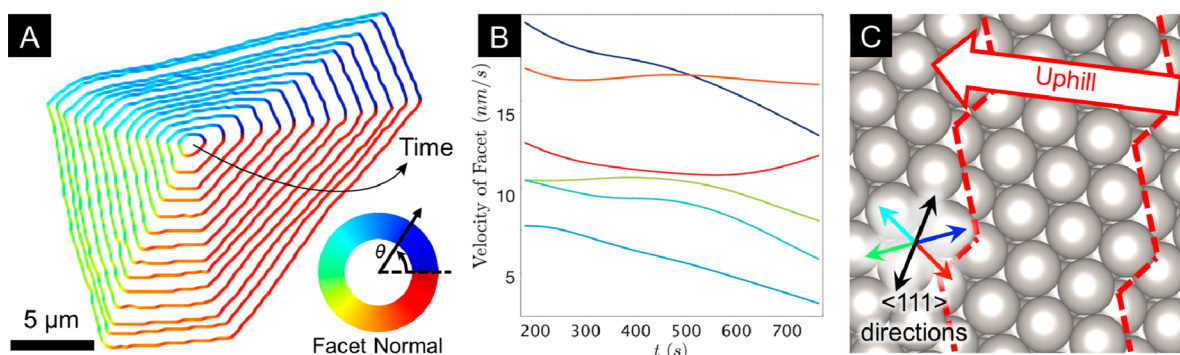 A
Time
θ
5 μm
Facet Normal
B
Velocity of Facet (nm/s)
15
10
5
200 300 400 500 600 700
t (s)
C
Uphill
<111>
directions